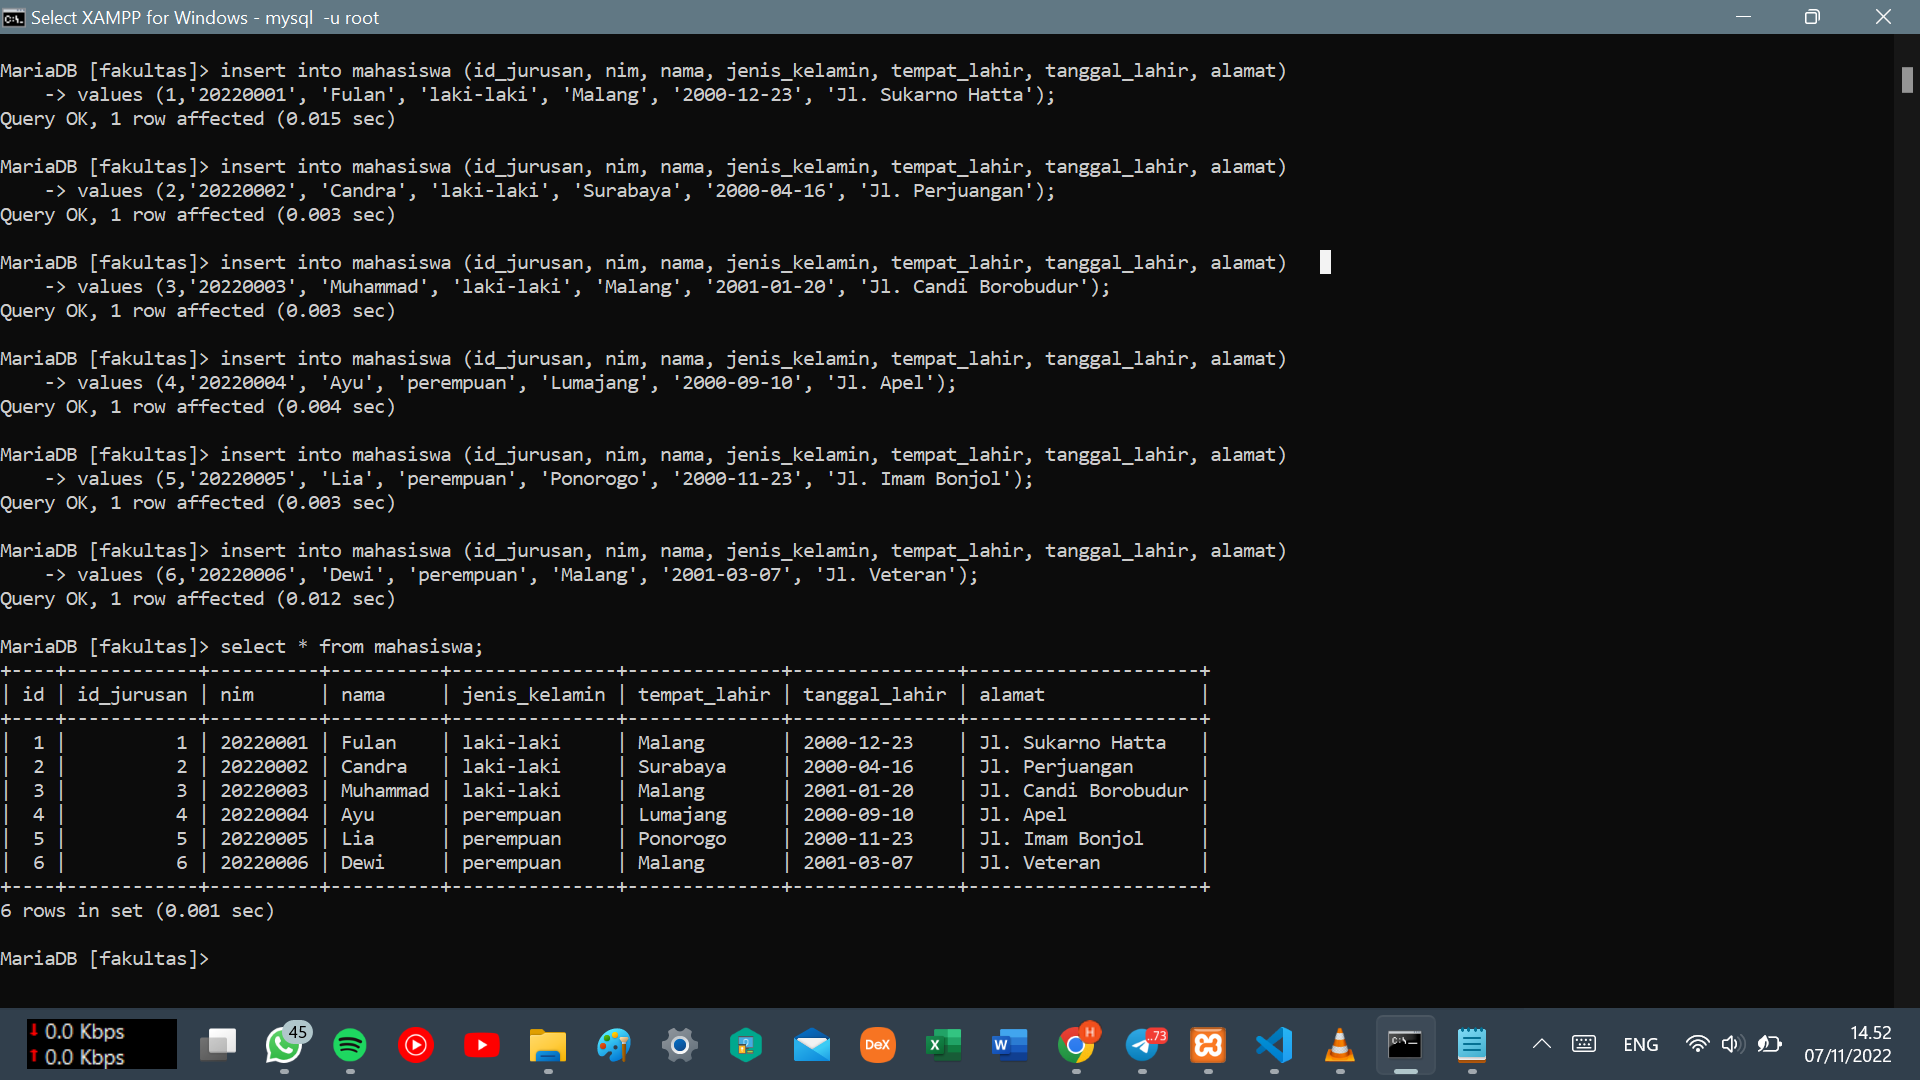 Select XAMPP for Windows - mysql  -u root
MariaDB [fakultas]> insert into mahasiswa (id_jurusan, nim, nama, jenis_kelamin, tempat_lahir, tanggal_lahir, alamat)
    -> values (1,'20220001', 'Fulan', 'laki-laki', 'Malang', '2000-12-23', 'Jl. Sukarno Hatta');
Query OK, 1 row affected (0.015 sec)
MariaDB [fakultas]> insert into mahasiswa (id_jurusan, nim, nama, jenis_kelamin, tempat_lahir, tanggal_lahir, alamat)
    -> values (2,'20220002', 'Candra', 'laki-laki', 'Surabaya', '2000-04-16', 'Jl. Perjuangan');
Query OK, 1 row affected (0.003 sec)
MariaDB [fakultas]> insert into mahasiswa (id_jurusan, nim, nama, jenis_kelamin, tempat_lahir, tanggal_lahir, alamat)
    -> values (3,'20220003', 'Muhammad', 'laki-laki', 'Malang', '2001-01-20', 'Jl. Candi Borobudur');
Query OK, 1 row affected (0.003 sec)
MariaDB [fakultas]> insert into mahasiswa (id_jurusan, nim, nama, jenis_kelamin, tempat_lahir, tanggal_lahir, alamat)
    -> values (4,'20220004', 'Ayu', 'perempuan', 'Lumajang', '2000-09-10', 'Jl. Apel');
Query OK, 1 row affected (0.004 sec)
MariaDB [fakultas]> insert into mahasiswa (id_jurusan, nim, nama, jenis_kelamin, tempat_lahir, tanggal_lahir, alamat)
    -> values (5,'20220005', 'Lia', 'perempuan', 'Ponorogo', '2000-11-23', 'Jl. Imam Bonjol');
Query OK, 1 row affected (0.003 sec)
MariaDB [fakultas]> insert into mahasiswa (id_jurusan, nim, nama, jenis_kelamin, tempat_lahir, tanggal_lahir, alamat)
    -> values (6,'20220006', 'Dewi', 'perempuan', 'Malang', '2001-03-07', 'Jl. Veteran');
Query OK, 1 row affected (0.012 sec)
MariaDB [fakultas]> select * from mahasiswa;
+----+------------+----------+----------+---------------+--------------+---------------+---------------------+
| id | id_jurusan | nim      | nama     | jenis_kelamin | tempat_lahir | tanggal_lahir | alamat              |
+----+------------+----------+----------+---------------+--------------+---------------+---------------------+
|  1 |          1 | 20220001 | Fulan    | laki-laki     | Malang       | 2000-12-23    | Jl. Sukarno Hatta   |
|  2 |          2 | 20220002 | Candra   | laki-laki     | Surabaya     | 2000-04-16    | Jl. Perjuangan      |
|  3 |          3 | 20220003 | Muhammad | laki-laki     | Malang       | 2001-01-20    | Jl. Candi Borobudur |
|  4 |          4 | 20220004 | Ayu      | perempuan     | Lumajang     | 2000-09-10    | Jl. Apel            |
|  5 |          5 | 20220005 | Lia      | perempuan     | Ponorogo     | 2000-11-23    | Jl. Imam Bonjol     |
|  6 |          6 | 20220006 | Dewi     | perempuan     | Malang       | 2001-03-07    | Jl. Veteran         |
+----+------------+----------+----------+---------------+--------------+---------------+---------------------+
6 rows in set (0.001 sec)
MariaDB [fakultas]>
0.0 Kbps
0.0 Kbps
45
DeX
X
W
H
..73
C:\_
ENG
14.52
07/11/2022